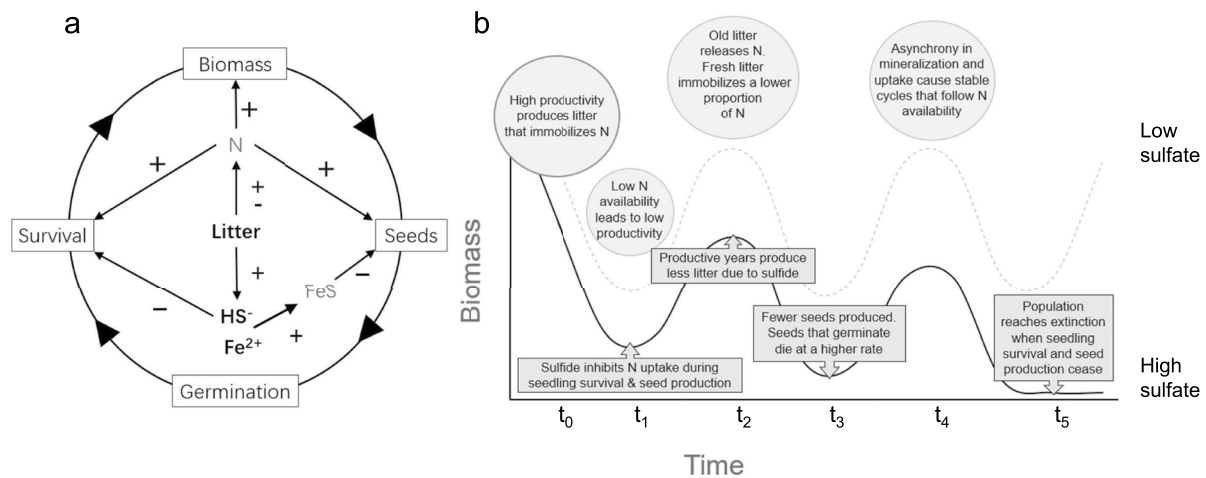 a
Biomass
+
N
+
+
+
-
Survival
Litter
Seeds
+
FeS
−
−
HS-
Fe2+
+
Germination
b
Biomass
High productivity
produces litter
that immobilizes N
Low N
availability
leads to low
productivity
Old litter
releases N.
Fresh litter
immobilizes a lower
proportion
of N
Asynchrony in
mineralization and
uptake cause stable
cycles that follow N
availability
Low
sulfate
Productive years produce
less litter due to sulfide
Sulfide inhibits N uptake during
seedling survival & seed production
Fewer seeds produced.
Seeds that germinate
die at a higher rate
Population
reaches extinction
when seedling
survival and seed
production cease
High
sulfate
t0 t1 t2 t3 t4 t5
Time